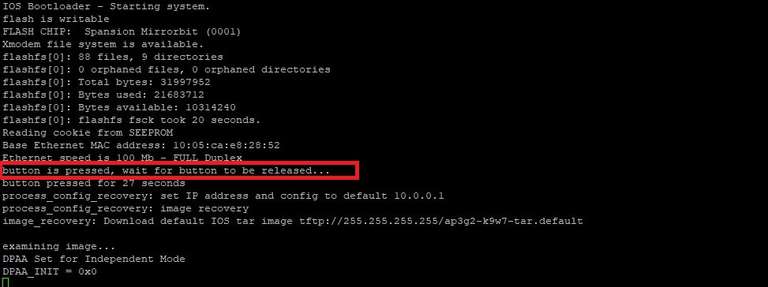 IOS Bootloader - Starting system.
flash is writable
FLASH CHIP:  Spansion Mirrorbit (0001)
Xmodem file system is available.
flashfs[0]: 88 files, 9 directories
flashfs[0]: 0 orphaned files, 0 orphaned directories
flashfs[0]: Total bytes: 31997952
flashfs[0]: Bytes used: 21683712
flashfs[0]: Bytes available: 10314240
flashfs[0]: flashfs fsck took 20 seconds.
Reading cookie from SEEPROM
Base Ethernet MAC address: 10:05:ca:e8:28:52
Ethernet speed is 100 Mb - FULL Duplex
button is pressed, wait for button to be released...
button pressed for 27 seconds
process_config_recovery: set IP address and config to default 10.0.0.1
process_config_recovery: image recovery
image_recovery: Download default IOS tar image tftp://255.255.255.255/ap3g2-k9w7-tar.default
examining image...
DPAA Set for Independent Mode
DPAA_INIT = 0x0